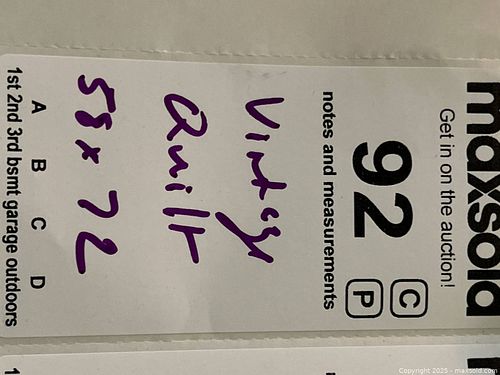 maxsold
Get in on the auction!
92
C
P
notes and measurements
Vintage
Quilt
58 x 72
A B C D
1st 2nd 3rd bsmt garage outdoors
Copyright 2025 - maxsold.com